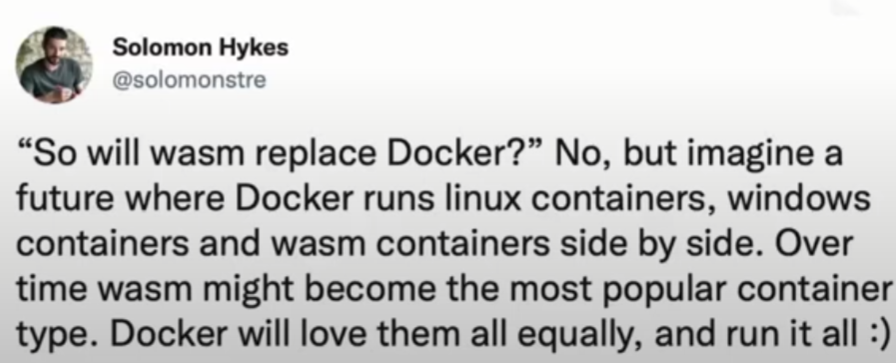 Solomon Hykes
@solomonstre
“So will wasm replace Docker?” No, but imagine a
future where Docker runs linux containers, windows
containers and wasm containers side by side. Over
time wasm might become the most popular container
type. Docker will love them all equally, and run it all :)